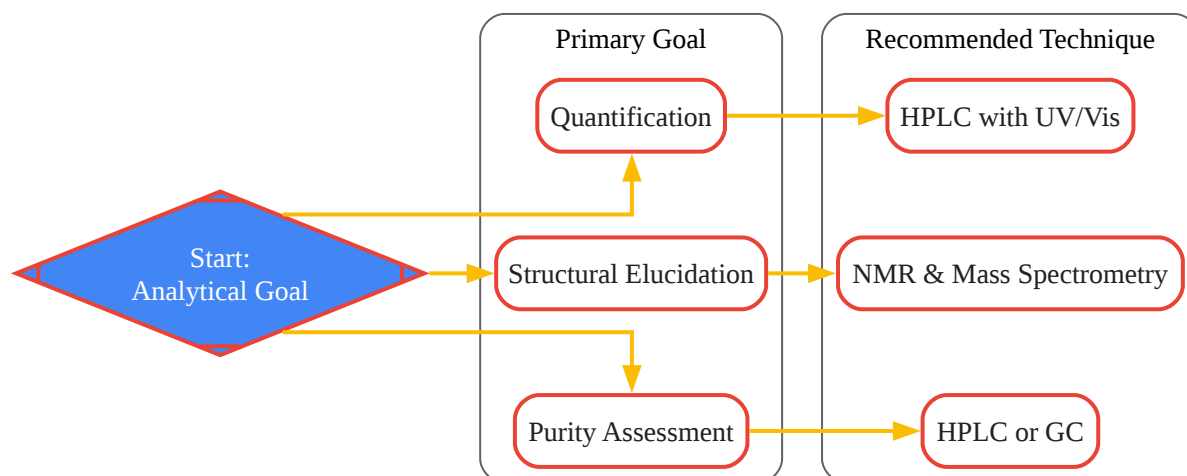 Primary Goal
Recommended Technique
Quantification
HPLC with UV/Vis
Start:
Analytical Goal
Structural Elucidation
NMR & Mass Spectrometry
Purity Assessment
HPLC or GC